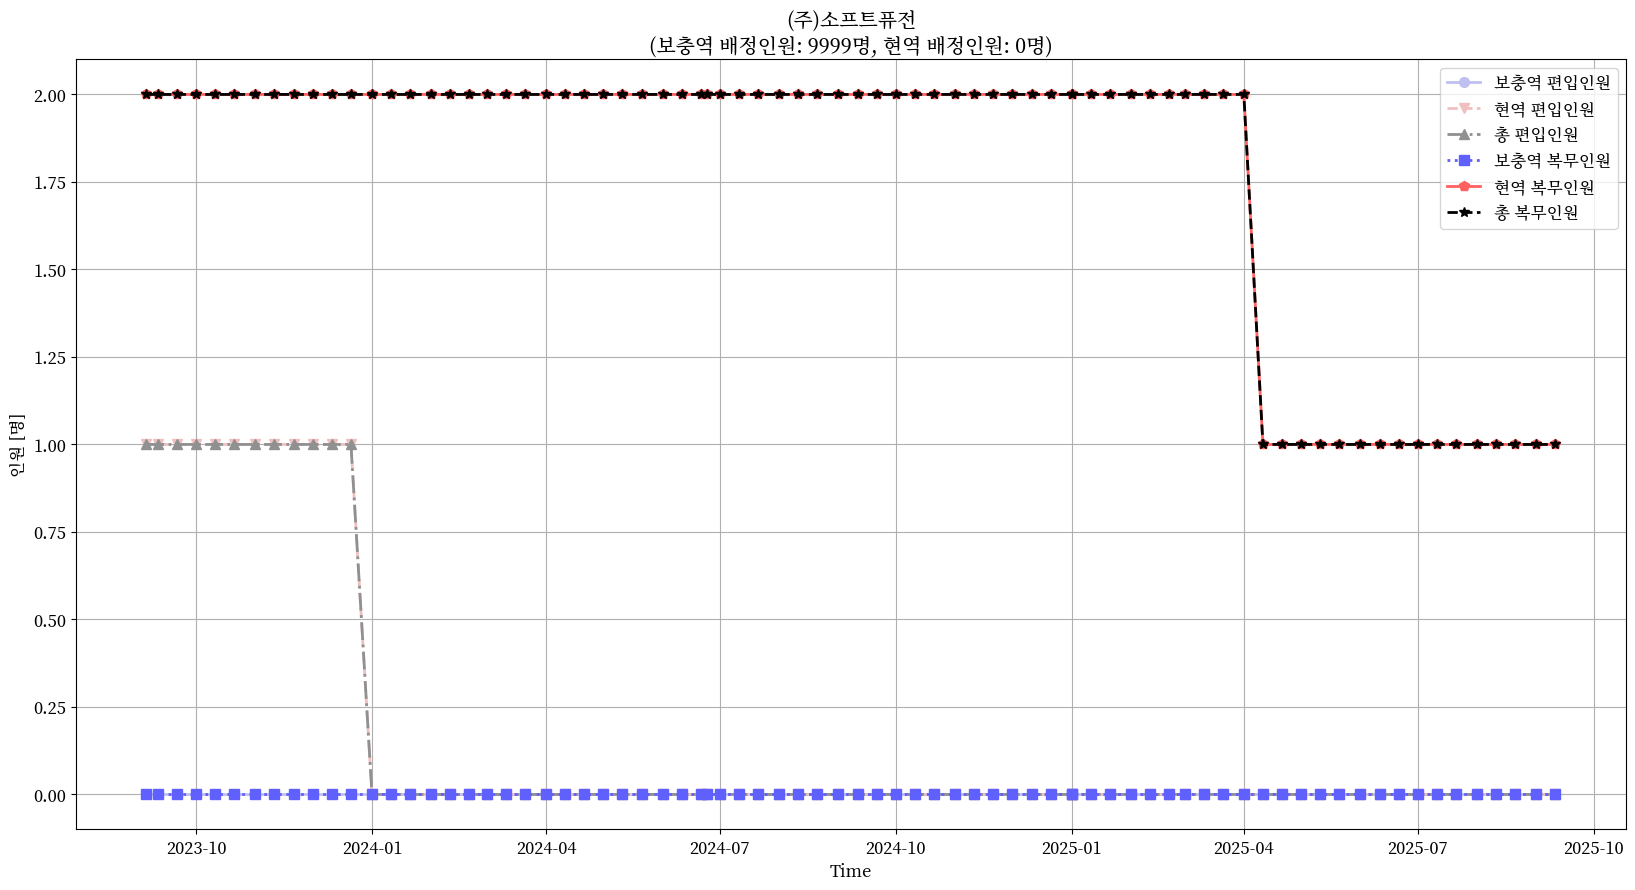 (주)소프트퓨전
(보충역 배정인원: 9999명, 현역 배정인원: 0명)
보충역 편입인원
현역 편입인원
총 편입인원
보충역 복무인원
현역 복무인원
총 복무인원
인원 [명]
2.00
1.75
1.50
1.25
1.00
0.75
0.50
0.25
0.00
2023-10
2024-01
2024-04
2024-07
2024-10
2025-01
2025-04
2025-07
2025-10
Time